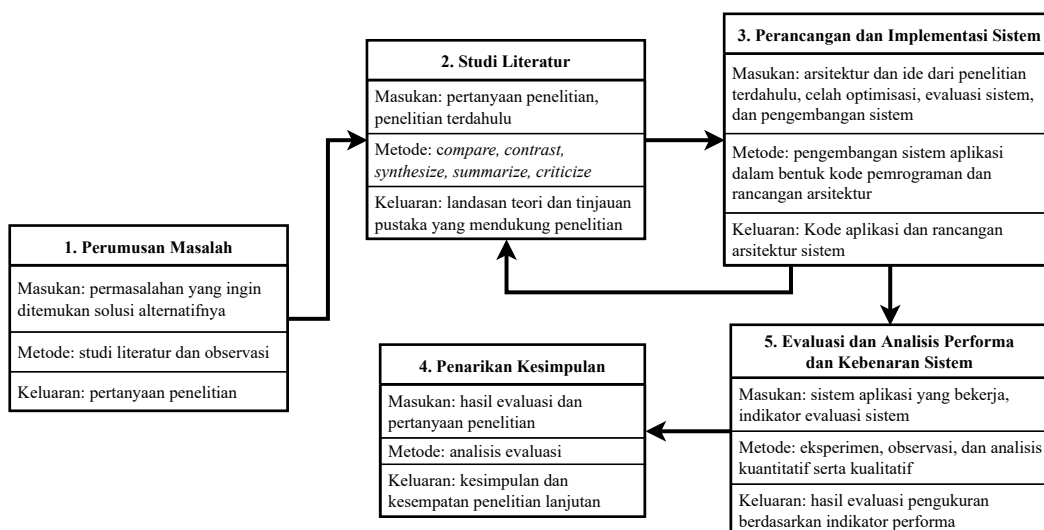 1. Perumusan Masalah
Masukan: permasalahan yang ingin
ditemukan solusi alternatifnya
Metode: studi literatur dan observasi
Keluaran: pertanyaan penelitian
2. Studi Literatur
Masukan: pertanyaan penelitian,
penelitian terdahulu
Metode: compare, contrast,
synthesize, summarize, criticize
Keluaran: landasan teori dan tinjauan
pustaka yang mendukung penelitian
3. Perancangan dan Implementasi Sistem
Masukan: arsitektur dan ide dari penelitian
terdahulu, celah optimisasi, evaluasi sistem,
dan pengembangan sistem
Metode: pengembangan sistem aplikasi
dalam bentuk kode pemrograman dan
rancangan arsitektur
Keluaran: Kode aplikasi dan rancangan
arsitektur sistem
5. Evaluasi dan Analisis Performa
dan Kebenaran Sistem
Masukan: sistem aplikasi yang bekerja,
indikator evaluasi sistem
Metode: eksperimen, observasi, dan analisis
kuantitatif serta kualitatif
Keluaran: hasil evaluasi pengukuran
berdasarkan indikator performa
4. Penarikan Kesimpulan
Masukan: hasil evaluasi dan
pertanyaan penelitian
Metode: analisis evaluasi
Keluaran: kesimpulan dan
kesempatan penelitian lanjutan